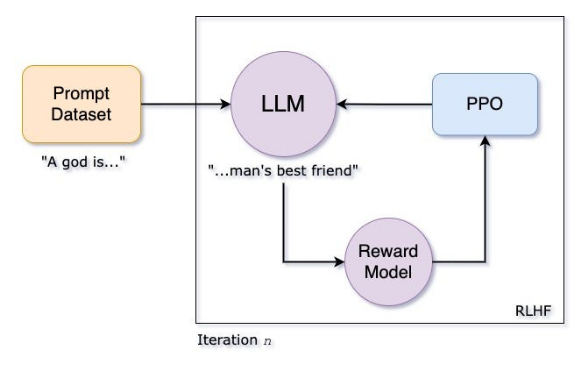 Prompt
Dataset
"A god is..."
LLM
"...man's best friend"
PPO
Reward
Model
RLHF
Iteration n